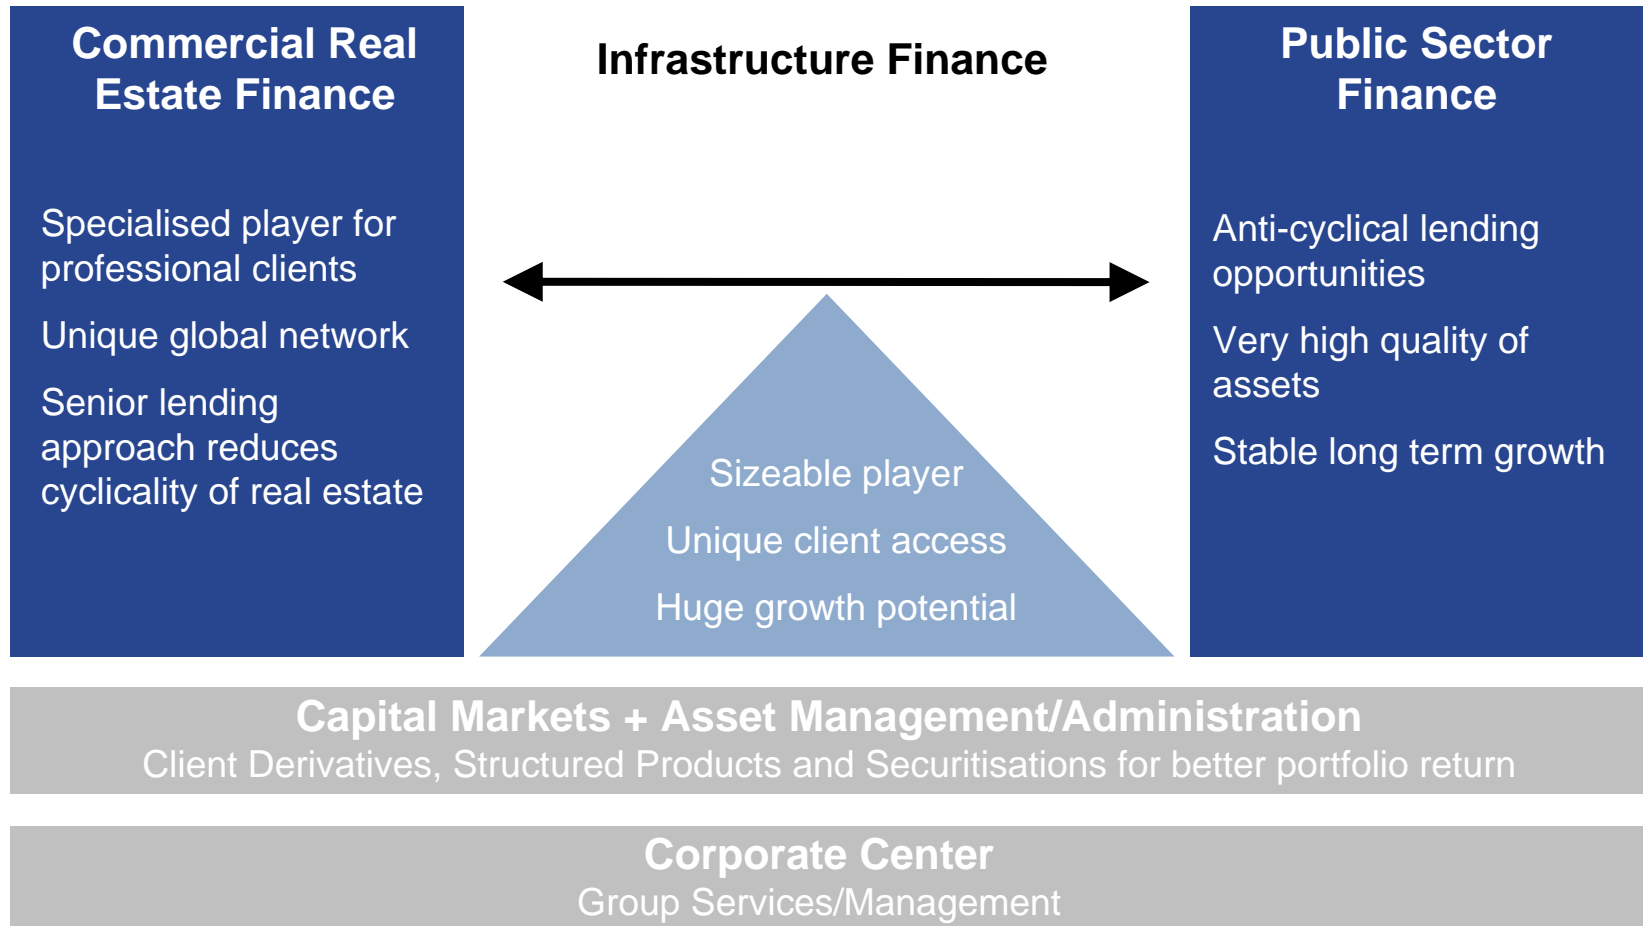 Commercial Real
Estate Finance
Specialised player for
professional clients
Unique global network
Senior lending
approach reduces
cyclicality of real estate
Infrastructure Finance
Sizeable player
Unique client access
Huge growth potential
Public Sector
Finance
Anti-cyclical lending
opportunities
Very high quality of
assets
Stable long term growth
Capital Markets + Asset Management/Administration
Client Derivatives, Structured Products and Securitisations for better portfolio return
Corporate Center
Group Services/Management